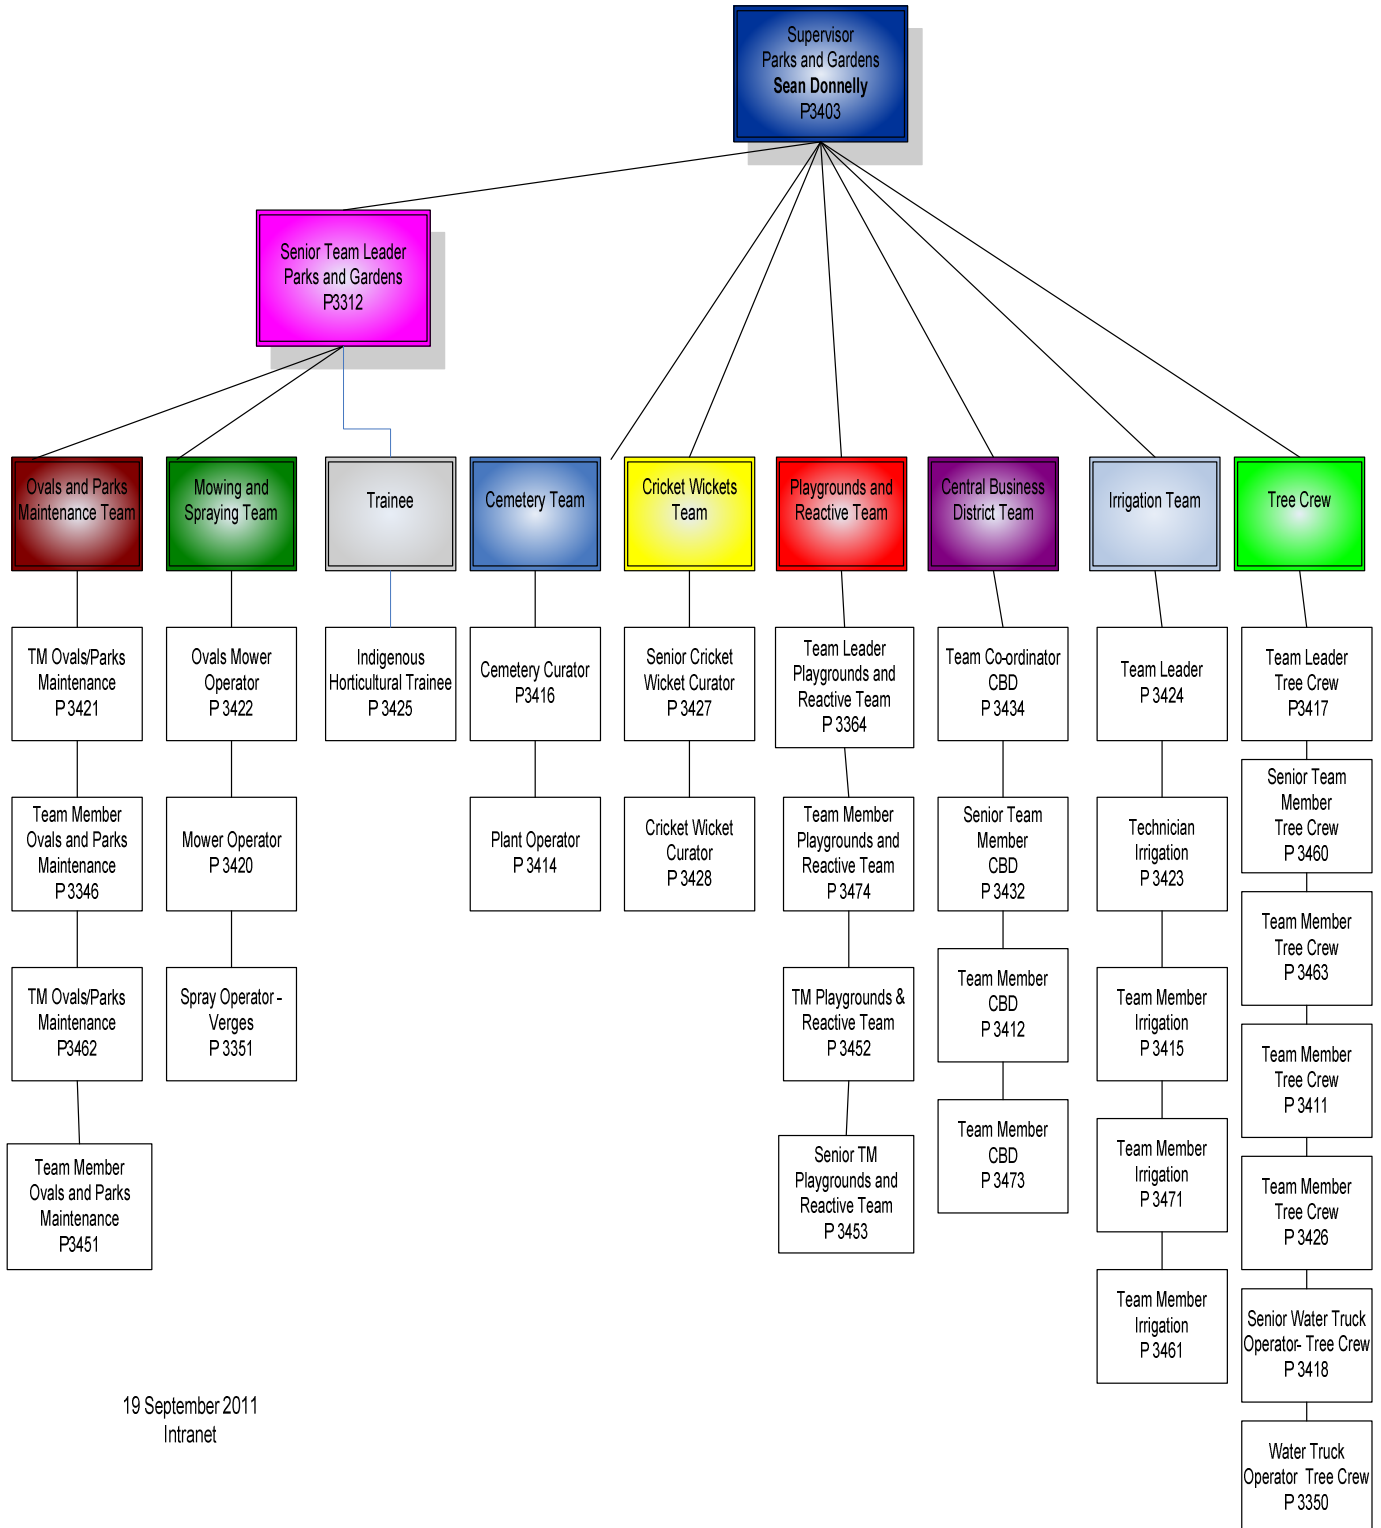 Supervisor
Parks and Gardens
Sean Donnelly
P3403
Senior Team Leader
Parks and Gardens
P3312
Ovals and Parks
Maintenance Team
Mowing and
Spraying Team
Trainee
Cemetery Team
Cricket Wickets
Team
Playgrounds and
Reactive Team
Central Business
District Team
Irrigation Team
Tree Crew
TM Ovals/Parks
Maintenance
P 3421
Team Member
Ovals and Parks
Maintenance
P 3346
TM Ovals/Parks
Maintenance
P3462
Team Member
Ovals and Parks
Maintenance
P3451
Ovals Mower
Operator
P 3422
Mower Operator
P 3420
Spray Operator -
Verges
P 3351
Indigenous
Horticultural Trainee
P 3425
Cemetery Curator
P3416
Plant Operator
P 3414
Senior Cricket
Wicket Curator
P 3427
Cricket Wicket
Curator
P 3428
Team Leader
Playgrounds and
Reactive Team
P 3364
Team Member
Playgrounds and
Reactive Team
P 3474
TM Playgrounds &
Reactive Team
P 3452
Senior TM
Playgrounds and
Reactive Team
P 3453
Team Co-ordinator
CBD
P 3434
Senior Team
Member
CBD
P 3432
Team Member
CBD
P 3412
Team Member
CBD
P 3473
Team Leader
P 3424
Technician
Irrigation
P 3423
Team Member
Irrigation
P 3415
Team Member
Irrigation
P 3471
Team Member
Irrigation
P 3461
Team Leader
Tree Crew
P3417
Senior Team
Member
Tree Crew
P 3460
Team Member
Tree Crew
P 3463
Team Member
Tree Crew
P 3411
Team Member
Tree Crew
P 3426
Senior Water Truck
Operator- Tree Crew
P 3418
Water Truck
Operator Tree Crew
P 3350
19 September 2011
Intranet